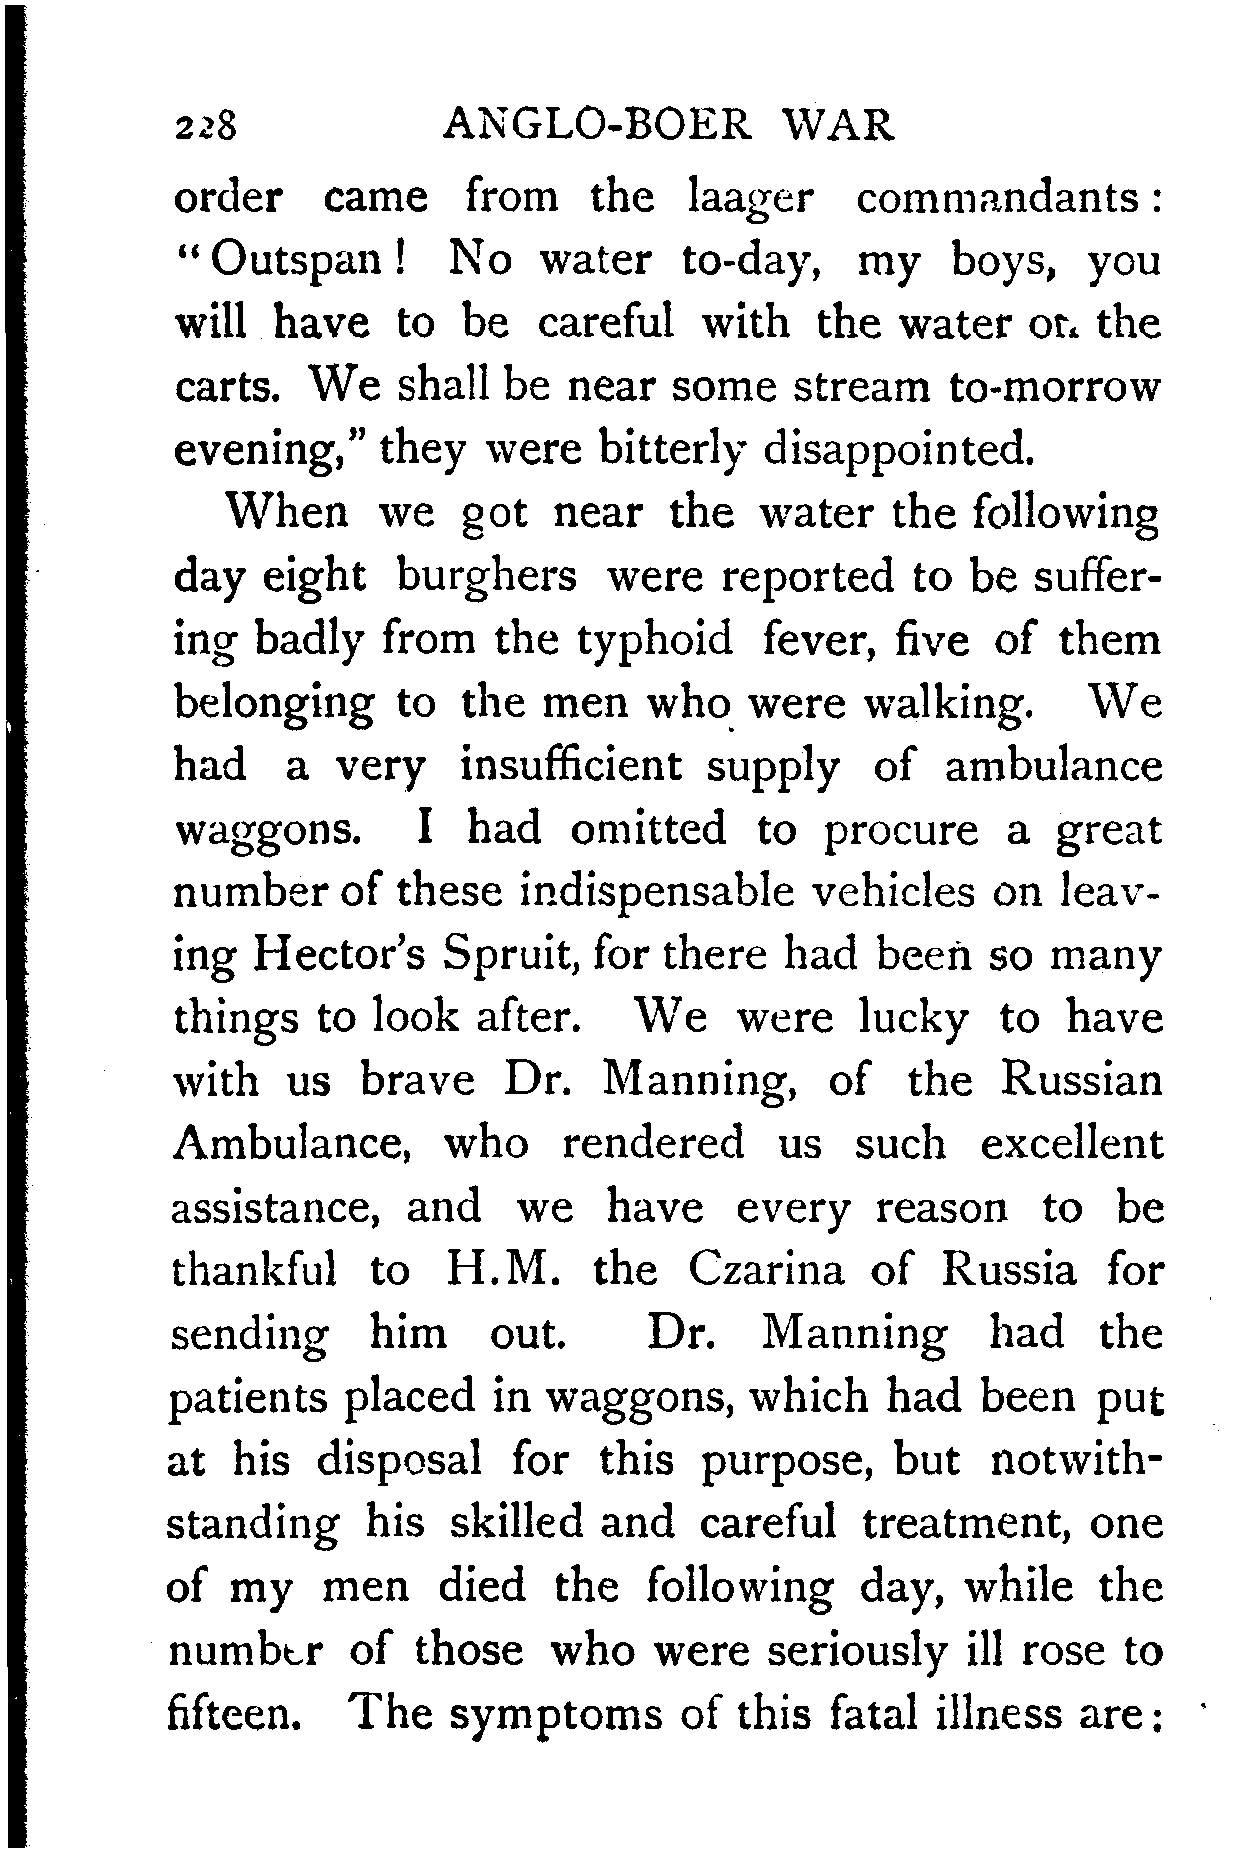 228 ANGLO-BOER WAR
order came from the laager commandants :
“ Outspan ! No water to-day, my boys, you
will have to be careful with the water on the
carts. We shall be near some stream to-morrow
evening,” they were bitterly disappointed.
When we got near the water the following
day eight burghers were reported to be suffer-
ing badly from the typhoid fever, five of them
belonging to the men who were walking. We
had a very insufficient supply of ambulance
waggons. I had omitted to procure a great
number of these indispensable vehicles on leav-
ing Hector's Spruit, for there had been so many
things to look after. We were lucky to have
with us brave Dr. Manning, of the Russian
Ambulance, who rendered us such excellent
assistance, and we have every reason to be
thankful to H.M. the Czarina of Russia for
sending him out. Dr. Manning had the
patients placed in waggons, which had been put
at his disposal for this purpose, but notwith-
standing his skilled and careful treatment, one
of my men died the following day, while the
number of those who were seriously ill rose to
fifteen. The symptoms of this fatal illness are :